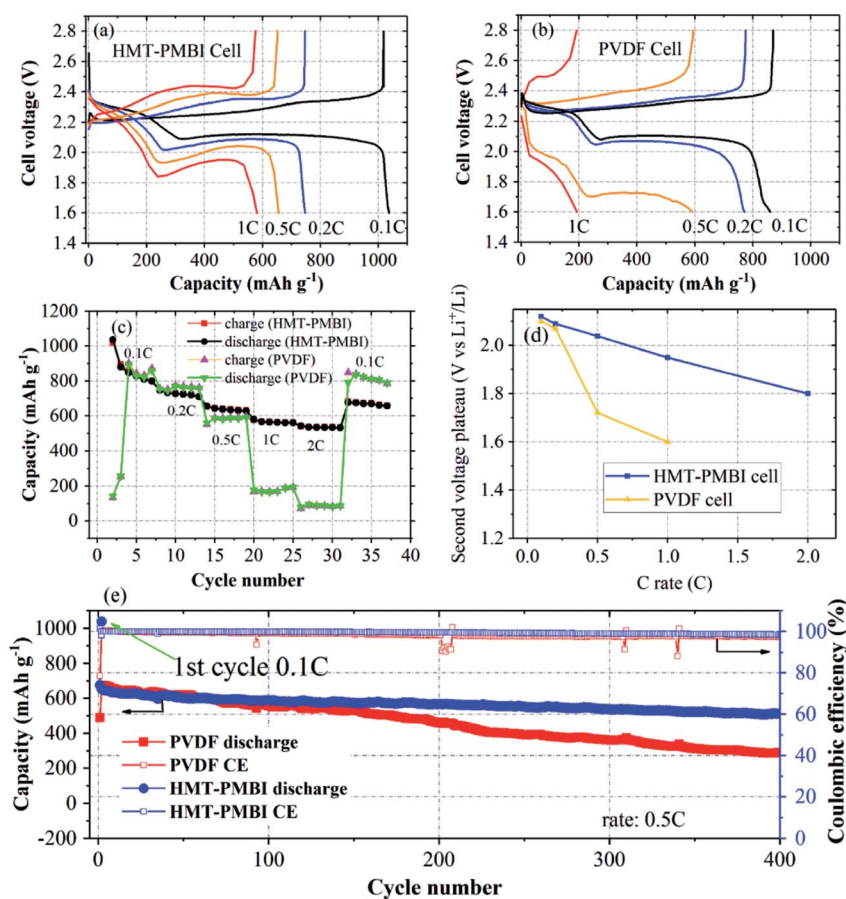 (a)
HMT-PMBI Cell
Cell voltage (V)
2.8
2.6
2.4
2.2
2.0
1.8
1.6
1.4
1C 0.5C 0.2C 0.1C
0 200 400 600 800 1000
Capacity (mAh g⁻¹)
(b)
PVDF Cell
Cell voltage (V)
2.8
2.6
2.4
2.2
2.0
1.8
1.6
1.4
1C 0.5C 0.2C 0.1C
0 200 400 600 800 1000
Capacity (mAh g⁻¹)
(c)
charge (HMT-PMBI)
discharge (HMT-PMBI)
charge (PVDF)
discharge (PVDF)
Capacity (mAh g⁻¹)
1200
1000
800
600
400
200
0
0.1C
0.2C
0.5C
1C
2C
0.1C
0 5 10 15 20 25 30 35 40
Cycle number
(d)
Second voltage plateau (V vs Li⁺/Li)
2.0
1.8
1.6
1.4
1.2
HMT-PMBI cell
PVDF cell
0.0 0.5 1.0 1.5 2.0
C rate (C)
(e)
1st cycle 0.1C
Capacity (mAh g⁻¹)
1000
800
600
400
200
0
-200
PVDF discharge
PVDF CE
HMT-PMBI discharge
HMT-PMBI CE
rate: 0.5C
Coulombic efficiency (%)
100
80
60
40
20
0
0 100 200 300 400
Cycle number